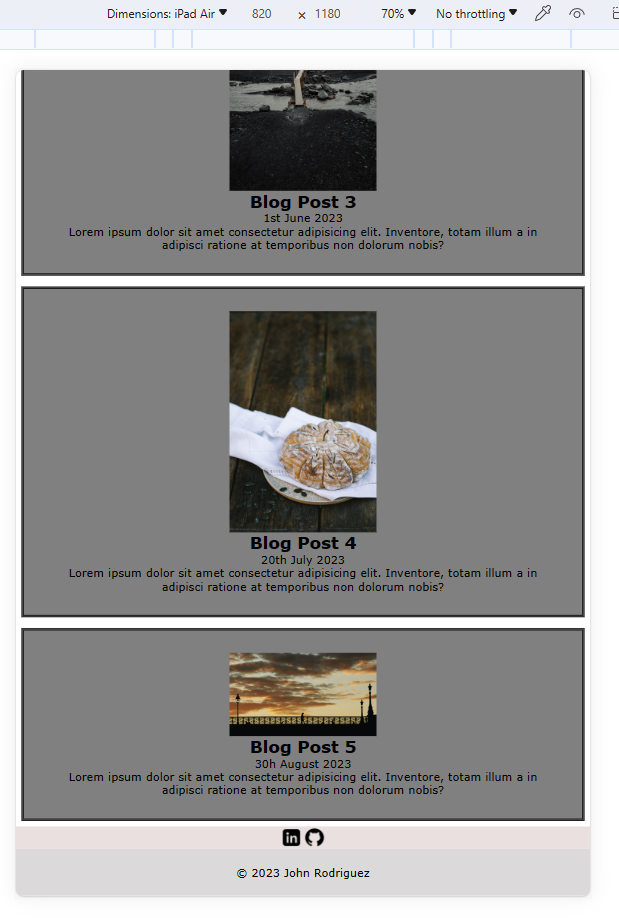 Dimensions: iPad Air ▼ 820 × 1180 70% ▼ No throttling ▼
Blog Post 3
1st June 2023
Lorem ipsum dolor sit amet consectetur adipisicing elit. Inventore, totam illum a in
adipisci ratione at temporibus non dolorum nobis?
Blog Post 4
20th July 2023
Lorem ipsum dolor sit amet consectetur adipisicing elit. Inventore, totam illum a in
adipisci ratione at temporibus non dolorum nobis?
Blog Post 5
30h August 2023
Lorem ipsum dolor sit amet consectetur adipisicing elit. Inventore, totam illum a in
adipisci ratione at temporibus non dolorum nobis?
in
© 2023 John Rodriguez